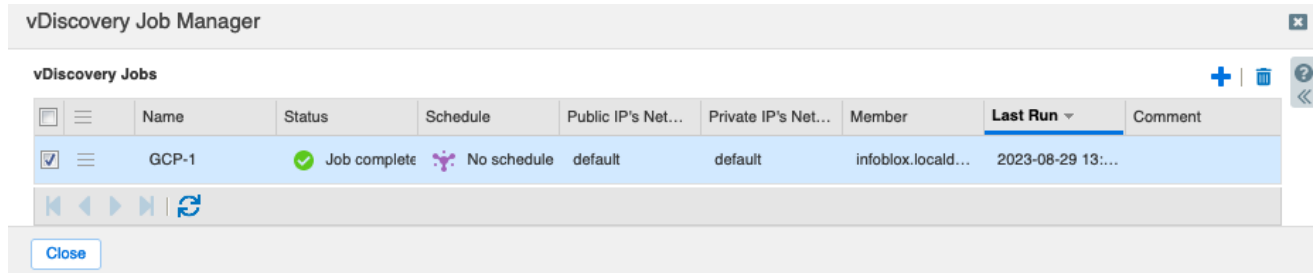 vDiscovery Job Manager
vDiscovery Jobs
Name Status Schedule Public IP's Net... Private IP's Net... Member Last Run Comment
GCP-1 Job complete No schedule default default infoblox.locald... 2023-08-29 13:...
Close